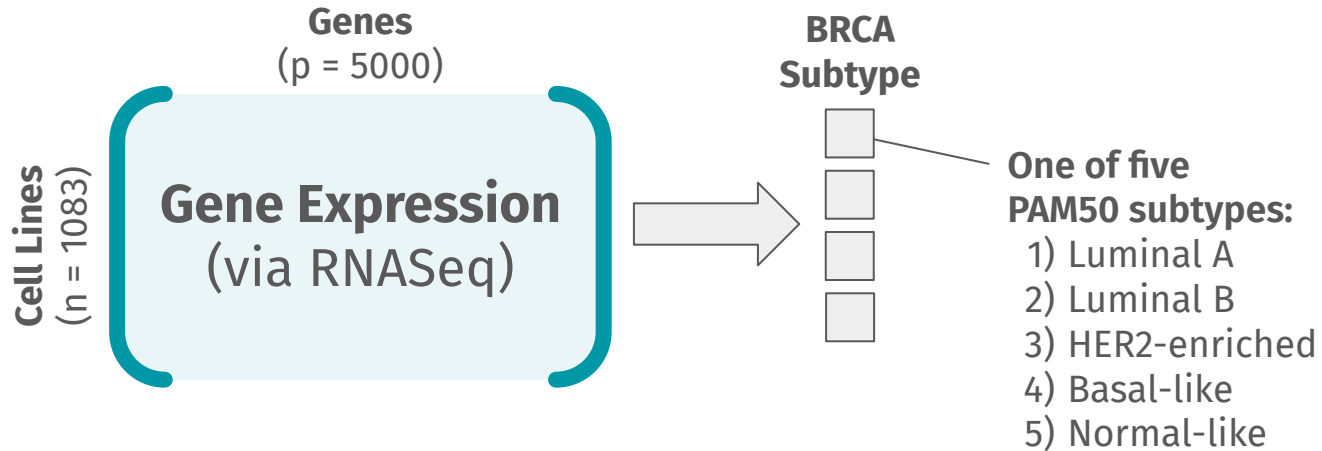 Genes
(p = 5000)
Cell Lines
(n = 1083)
Gene Expression
(via RNASeq)
BRCA
Subtype
One of five
PAM50 subtypes:
1) Luminal A
2) Luminal B
3) HER2-enriched
4) Basal-like
5) Normal-like